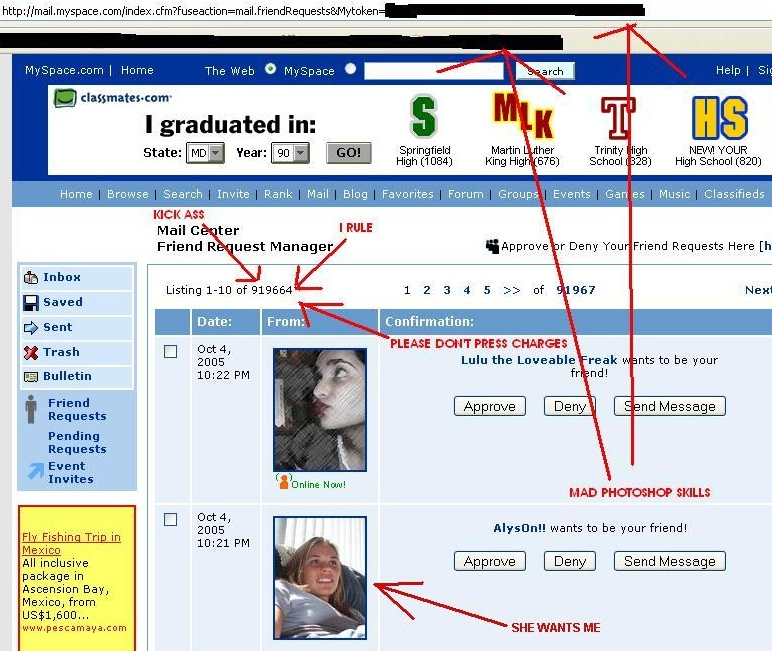 http://mail.myspace.com/index.cfm?fuseaction=mail.friendRequests&Mytoken=
MySpace.com | Home The Web MySpace Search Help |
classmates.com
I graduated in:
State: MD Year: 90 GO!
S
Springfield
High (1084)
MLK
Martin Luther
King High (676)
T
Trinity High
School (328)
HS
NEW! YOUR
High School (820)
Home | Browse | Search | Invite | Rank | Mail | Blog | Favorites | Forum | Groups | Events | Games | Music | Classifieds
KICK ASS
I RULE
Mail Center
Friend Request Manager
Approve or Deny Your Friend Requests Here [h
Inbox
Saved
Sent
Trash
Bulletin
Friend
Requests
Pending
Requests
Event
Invites
Listing 1-10 of 919664 1 2 3 4 5 >> of 91967 Next
Date: From: Confirmation:
PLEASE DON'T PRESS CHARGES
Oct 4,
2005
10:22 PM
Online Now!
Lulu the Loveable Freak wants to be your
friend!
Approve Deny Send Message
MAD PHOTOSHOP SKILLS
Oct 4,
2005
10:21 PM
AlysOn!! wants to be your friend!
Approve Deny Send Message
SHE WANTS ME
Fly Fishing Trip in
Mexico
All inclusive
package in
Ascension Bay,
Mexico, from
US$1,600...
www.pescamaya.com